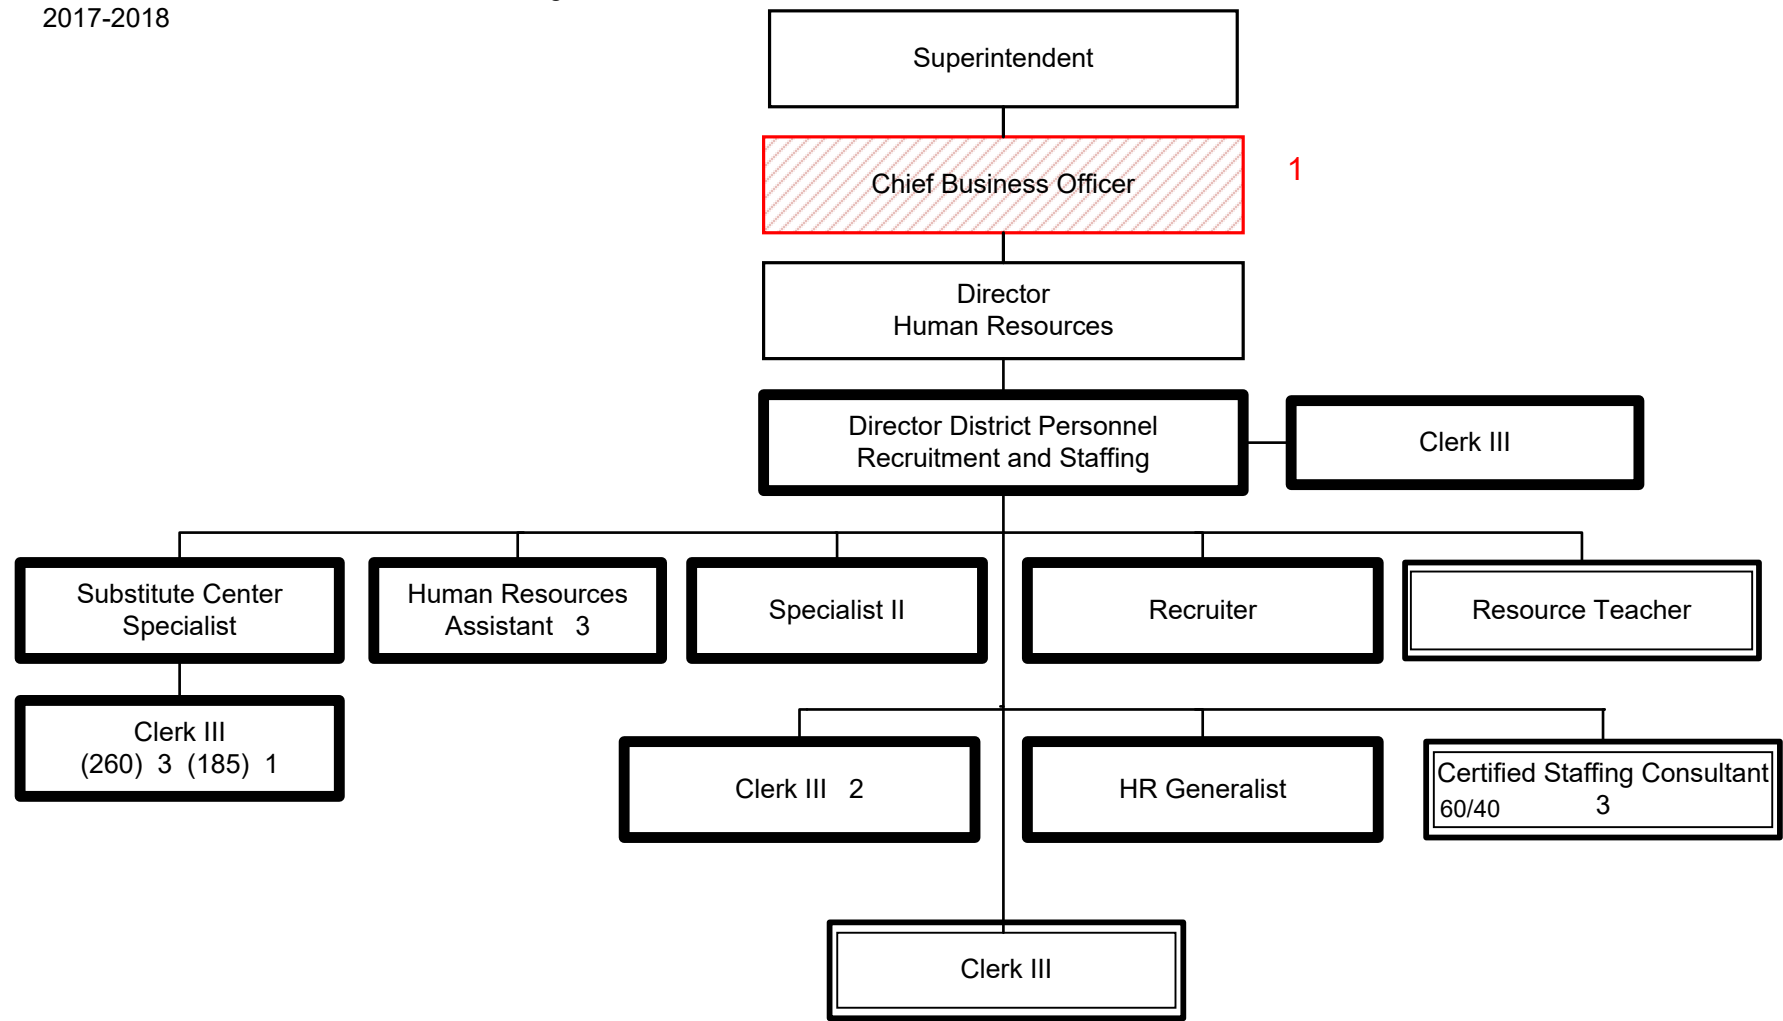 2017-2018
Superintendent
Chief Business Officer
1
Director
Human Resources
Director District Personnel
Recruitment and Staffing
Clerk III
Substitute Center
Specialist
Human Resources
Assistant 3
Specialist II
Recruiter
Resource Teacher
Clerk III
(260) 3 (185) 1
Clerk III 2
HR Generalist
Certified Staffing Consultant
60/40 3
Clerk III